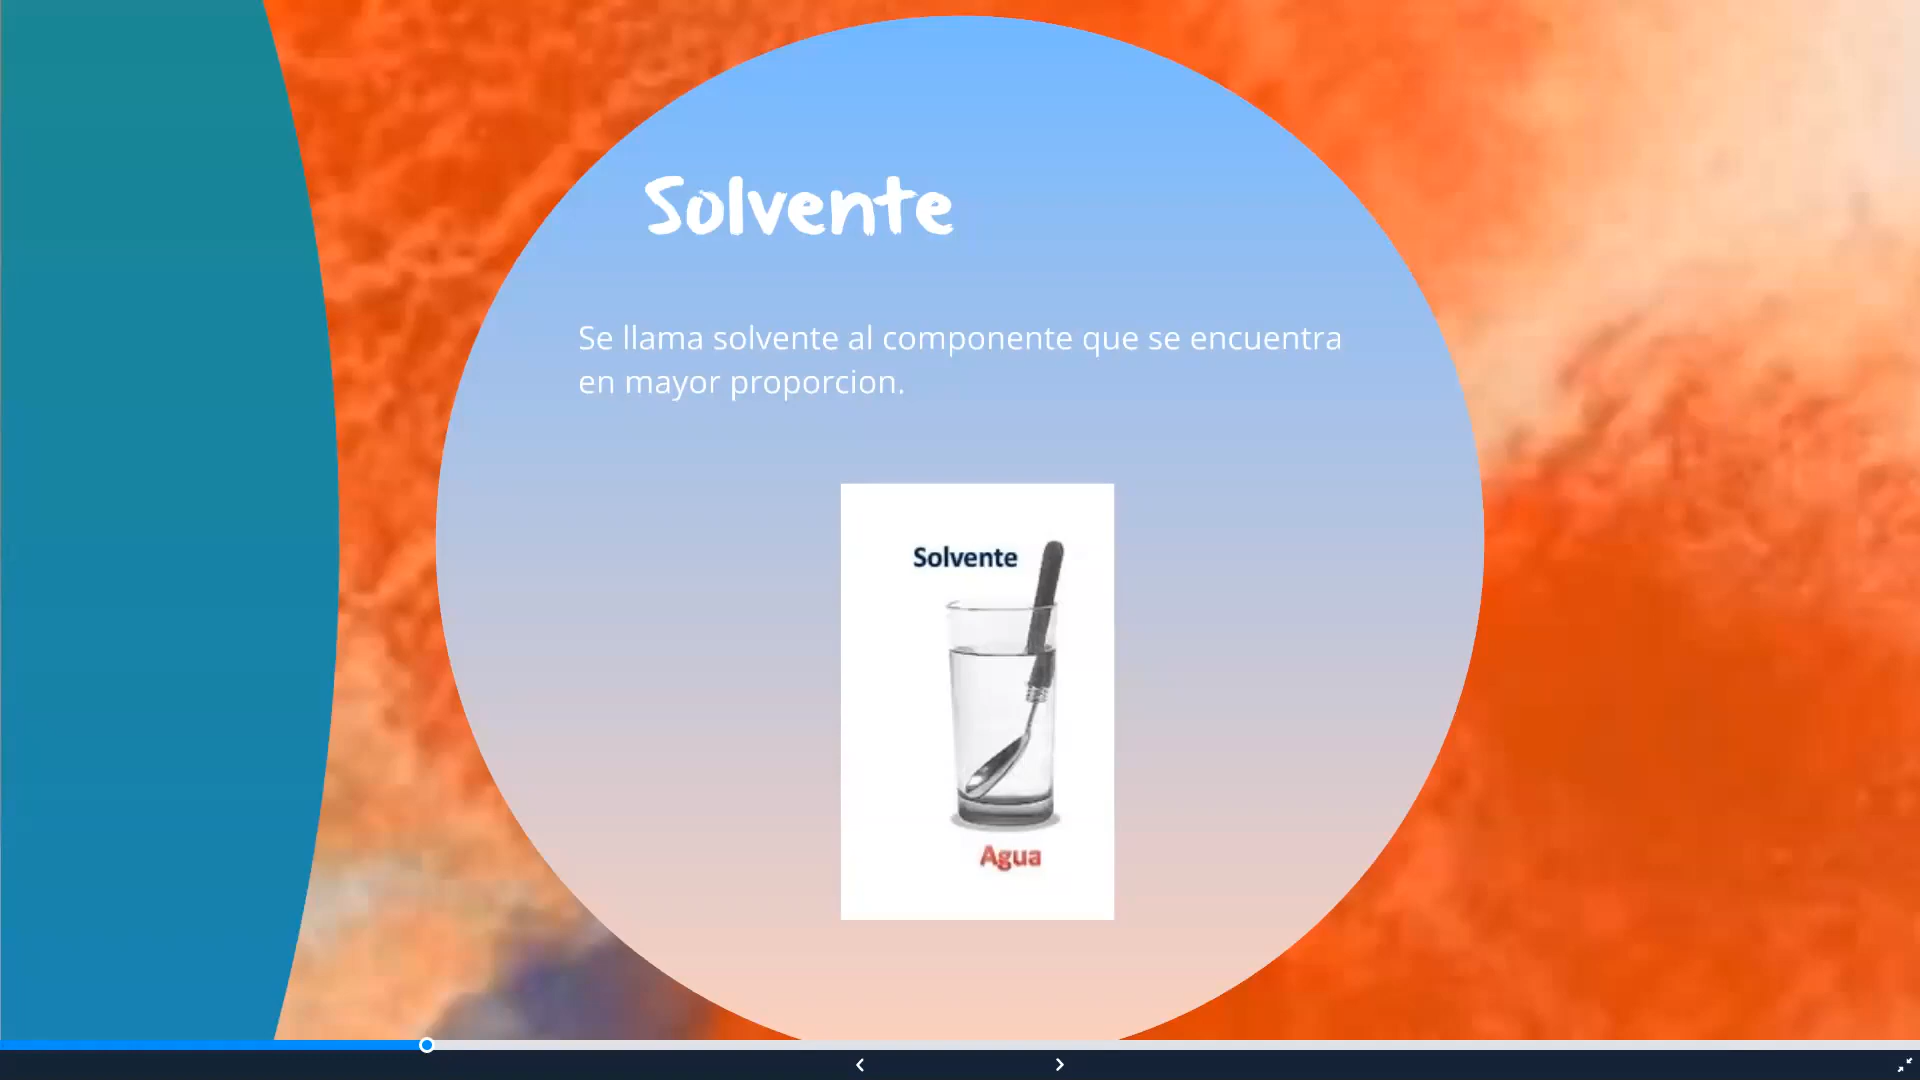 Solvente
Se llama solvente al componente que se encuentra
en mayor proporcion.
Solvente
Agua